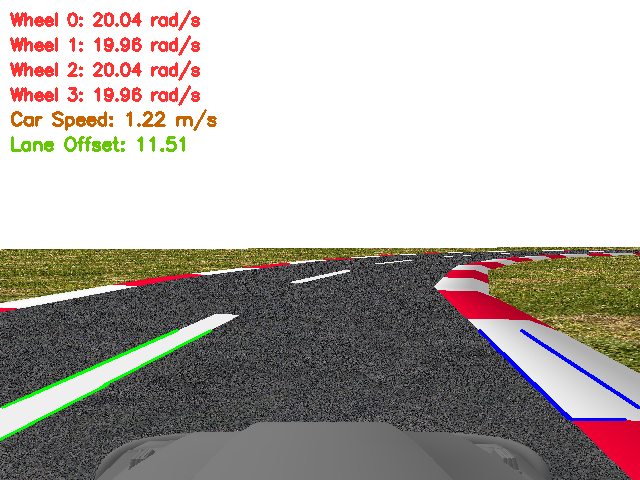 Wheel 0: 20.04 rad/s
Wheel 1: 19.96 rad/s
Wheel 2: 20.04 rad/s
Wheel 3: 19.96 rad/s
Car Speed: 1.22 m/s
Lane Offset: 11.51